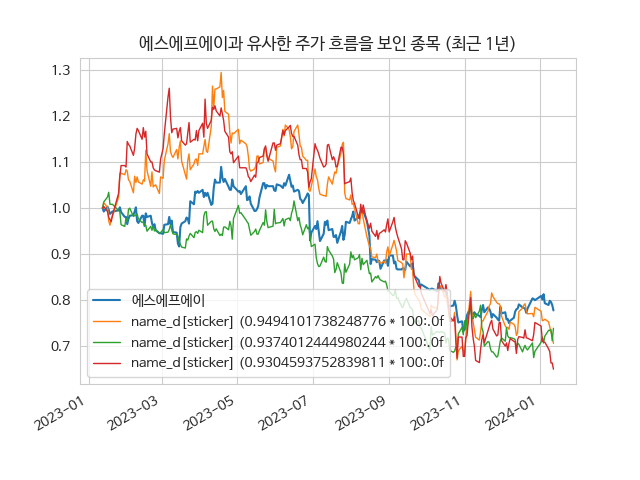 에스에프에이과 유사한 주가 흐름을 보인 종목 (최근 1년)
1.3
1.2
1.1
1.0
0.9
0.8
0.7
에스에프에이
name_d[sticker] (0.9494101738248776 * 100:.0f
name_d[sticker] (0.9374012444980244 * 100:.0f
name_d[sticker] (0.9304593752839811 * 100:.0f
2023-01
2023-03
2023-05
2023-07
2023-09
2023-11
2024-01